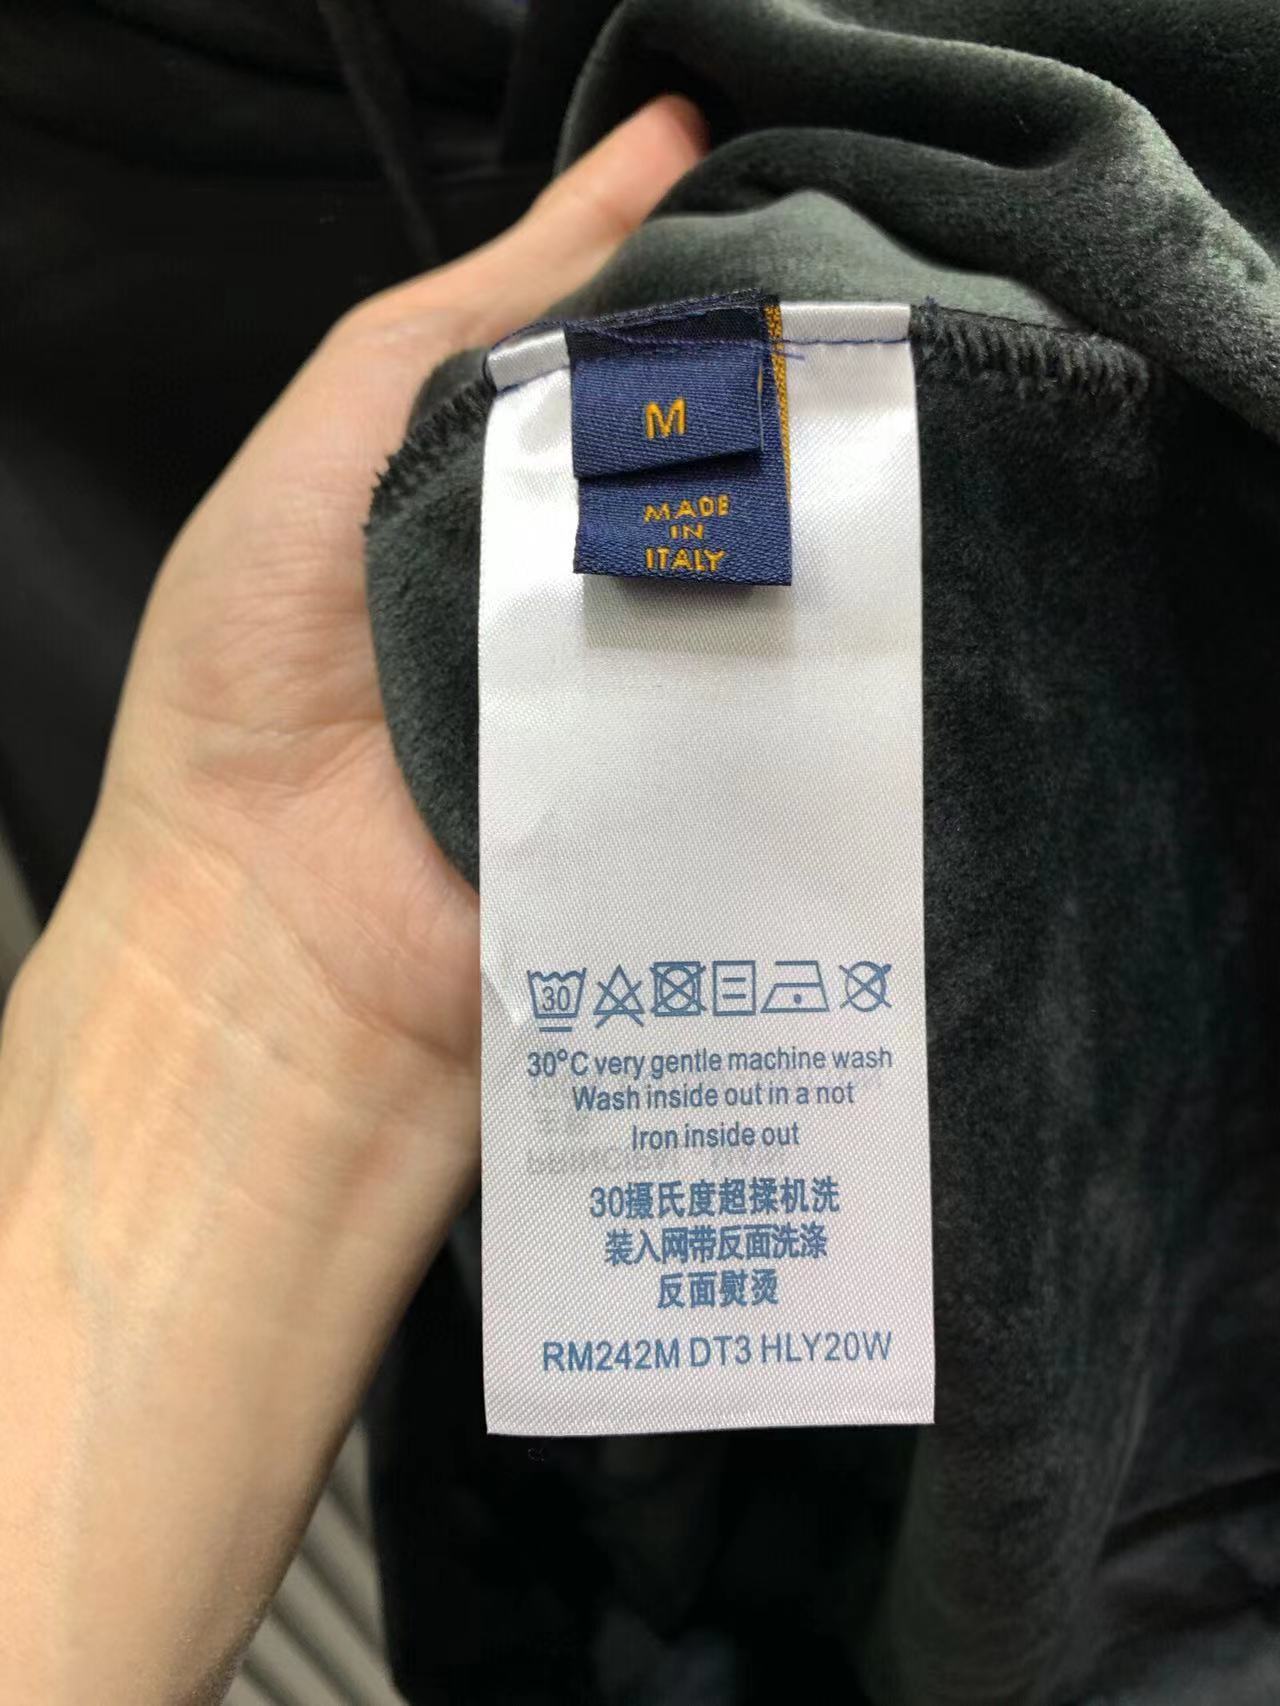 M
MADE
IN
ITALY
30
30°C very gentle machine wash
Wash inside out in a not
Iron inside out
30摄氏度超揉机洗
装入网带反面洗涤
反面熨烫
RM242M DT3 HLY20W